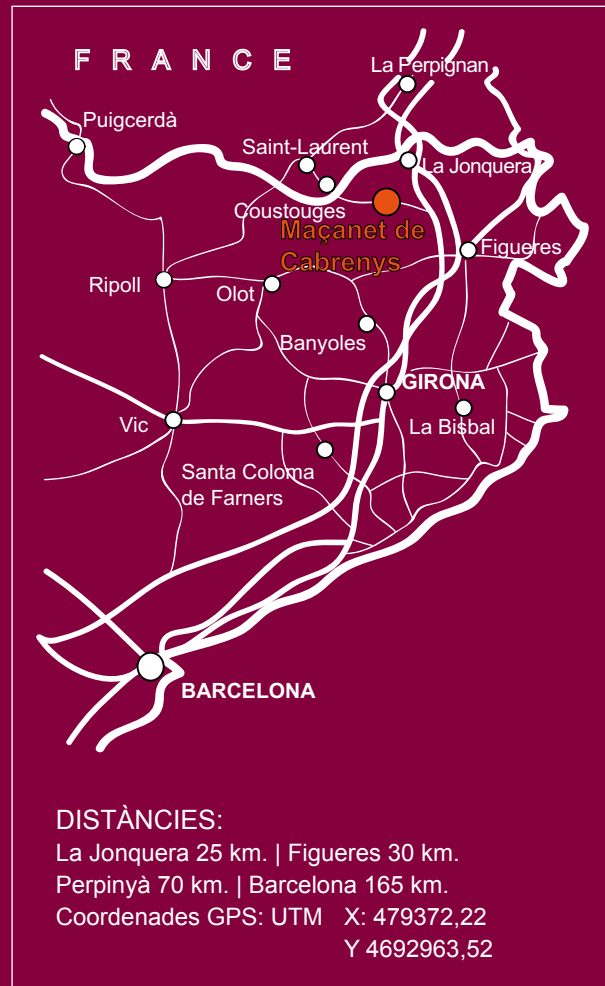 F R A N C E
La Perpignan
Puigcerdà
Saint-Laurent
La Jonquera
Coustouges
Maçanet de
Cabrenys
Figueres
Ripoll
Olot
Banyoles
GIRONA
La Bisbal
Vic
Santa Coloma
de Farners
BARCELONA
DISTÀNCIES:
La Jonquera 25 km. | Figueres 30 km.
Perpinyà 70 km. | Barcelona 165 km.
Coordenades GPS: UTM X: 479372,22
Y 4692963,52